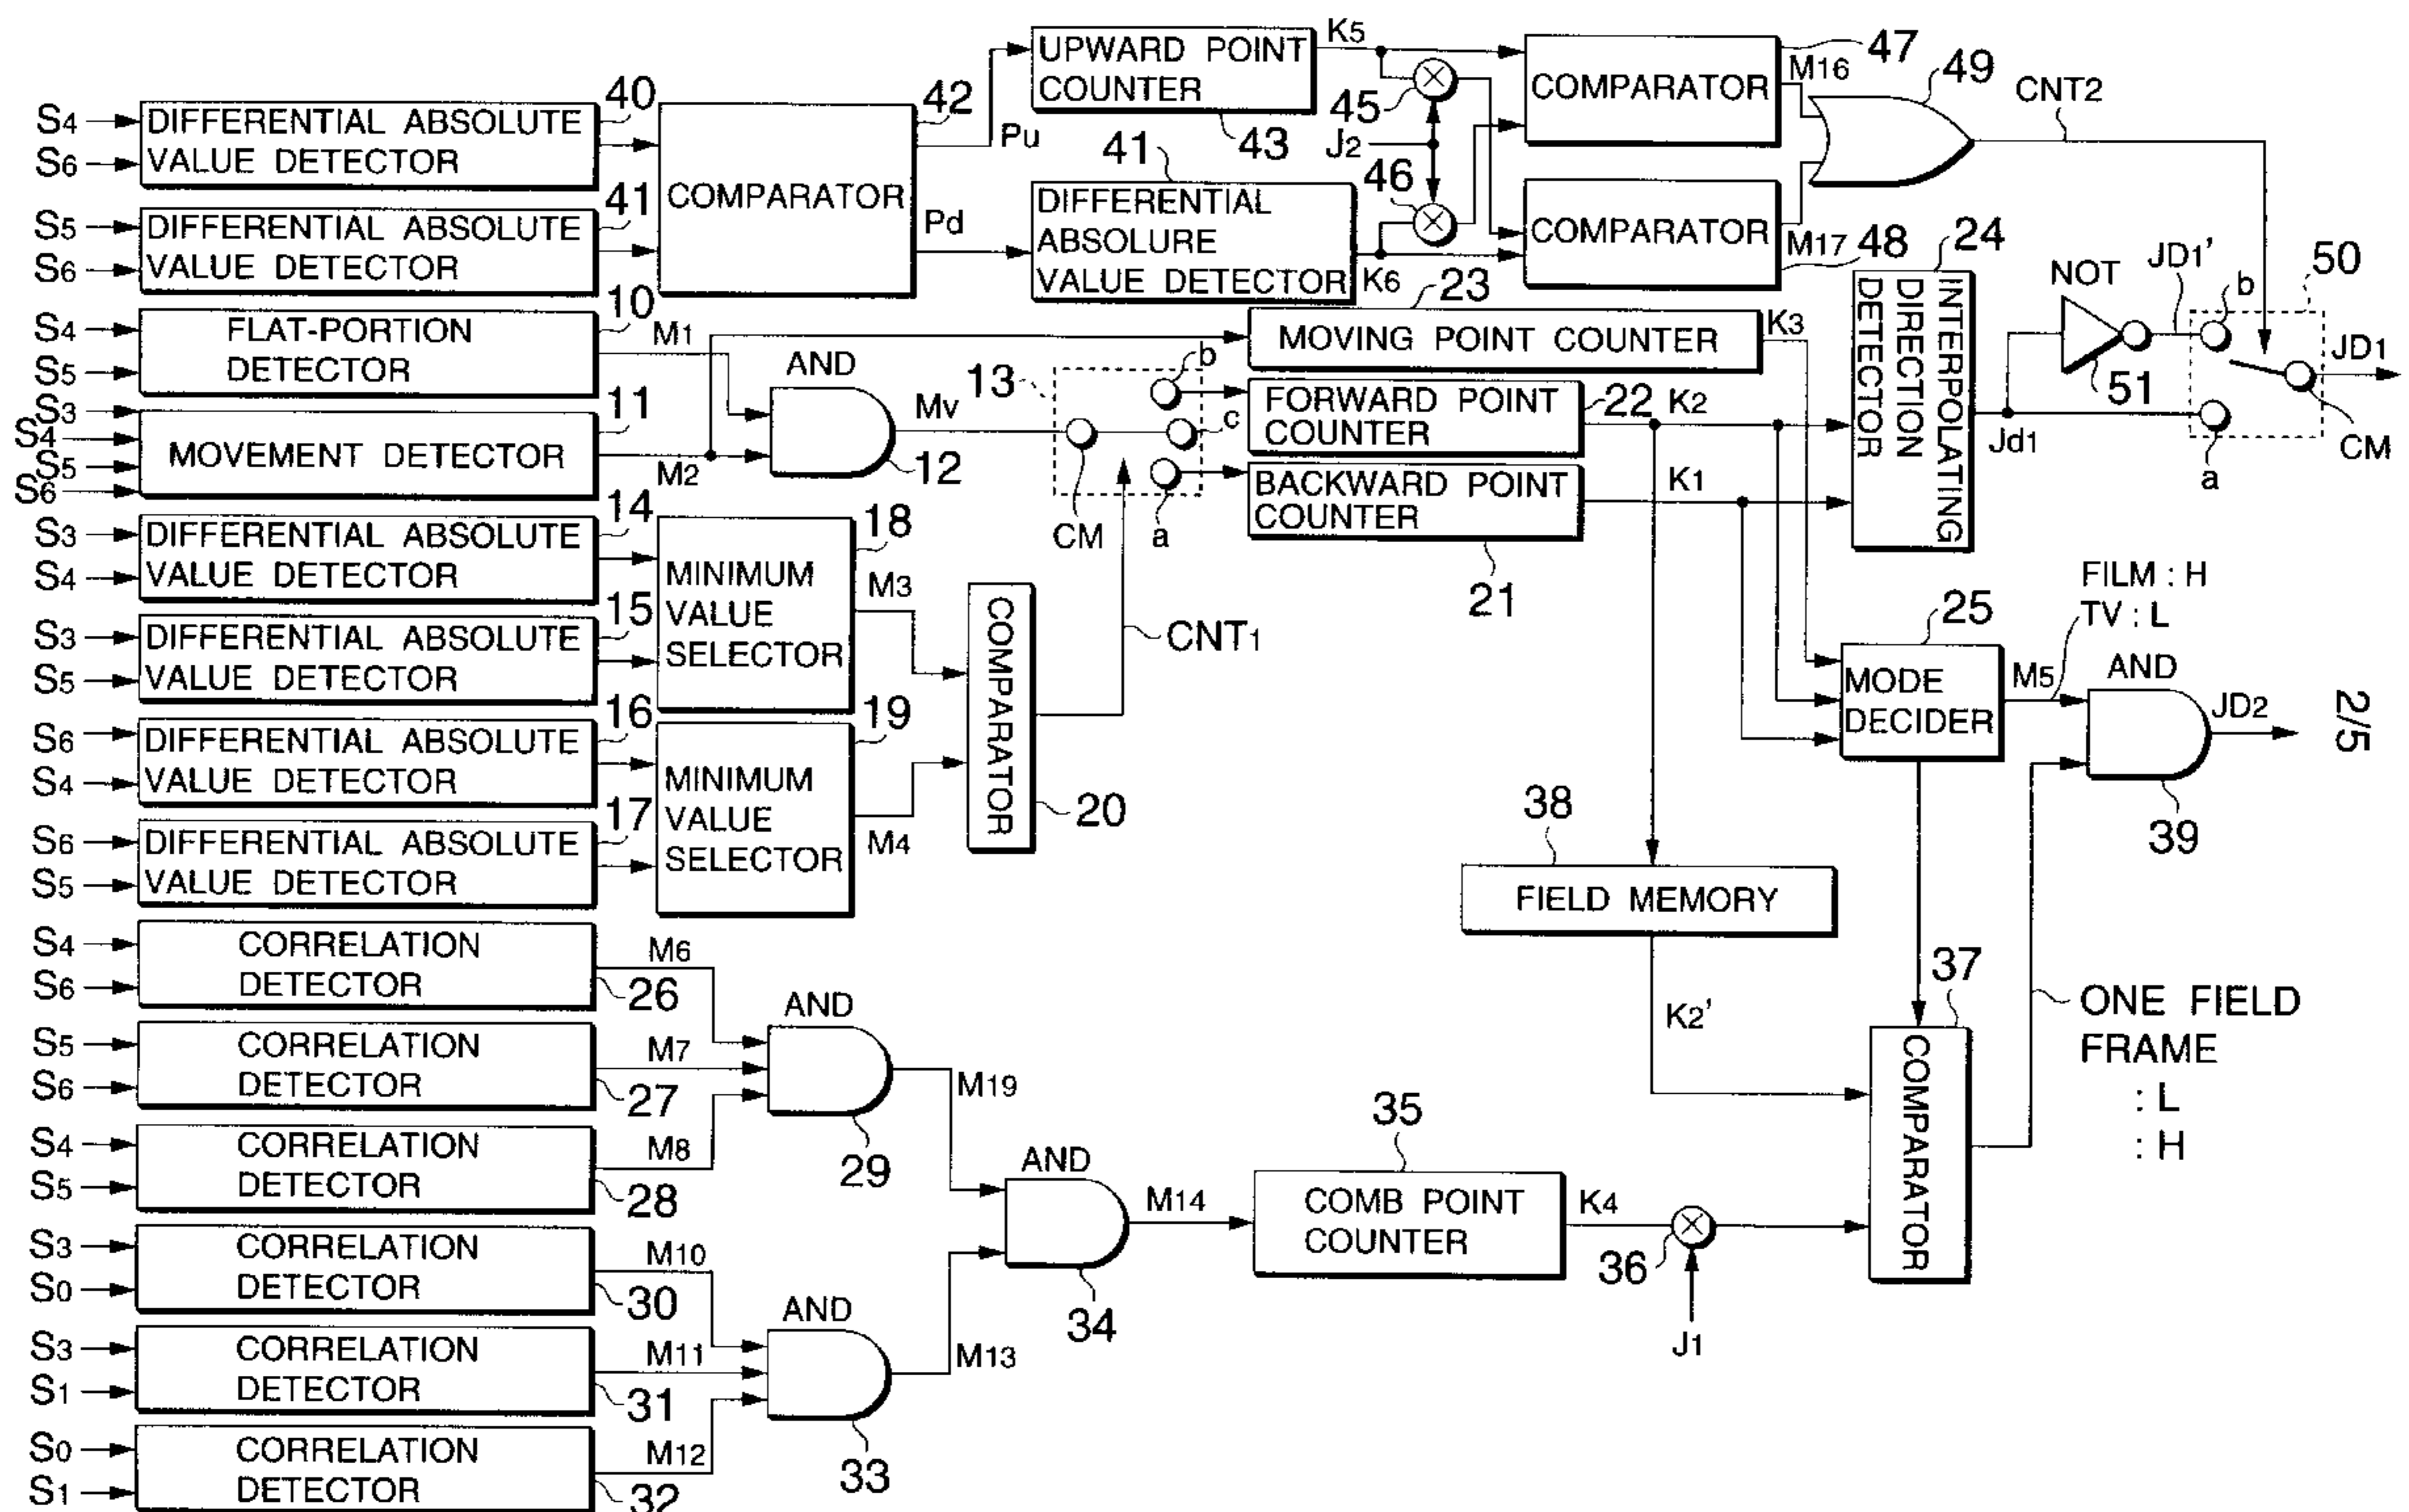 S4
S6
DIFFERENTIAL ABSOLUTE
VALUE DETECTOR
40
S5
S6
DIFFERENTIAL ABSOLUTE
VALUE DETECTOR
41
COMPARATOR
42
Pu
Pd
UPWARD POINT
COUNTER
43
K5
41
DIFFERENTIAL
ABSOLURE
VALUE DETECTOR
K6
45
J2
46
COMPARATOR
47
M16
COMPARATOR
M17
48
49
CNT2
S4
S5
FLAT-PORTION
DETECTOR
10
M1
S3
S4
S5
S6
MOVEMENT DETECTOR
11
M2
AND
12
Mv
13
CM
b
c
a
23
MOVING POINT COUNTER
K3
FORWARD POINT
COUNTER
22
K2
BACKWARD POINT
COUNTER
21
K1
24
INTERPOLATING
DIRECTION
DETECTOR
Jd1
NOT
51
JD1'
b
50
JD1
CM
a
S3
S4
DIFFERENTIAL ABSOLUTE
VALUE DETECTOR
14
S3
S5
DIFFERENTIAL ABSOLUTE
VALUE DETECTOR
15
18
MINIMUM
VALUE
SELECTOR
M3
S6
S4
DIFFERENTIAL ABSOLUTE
VALUE DETECTOR
16
S6
S5
DIFFERENTIAL ABSOLUTE
VALUE DETECTOR
17
19
MINIMUM
VALUE
SELECTOR
M4
COMPARATOR
20
CNT1
25
MODE
DECIDER
M5
FILM : H
TV : L
AND
39
JD2
2/5
38
FIELD MEMORY
K2'
37
COMPARATOR
ONE FIELD
FRAME
: L
: H
S4
S6
CORRELATION
DETECTOR
26
M6
S5
S6
CORRELATION
DETECTOR
27
M7
S4
S5
CORRELATION
DETECTOR
28
M8
AND
29
M19
S3
S0
CORRELATION
DETECTOR
30
M10
S3
S1
CORRELATION
DETECTOR
31
M11
S0
S1
CORRELATION
DETECTOR
32
M12
AND
33
M13
AND
34
M14
35
COMB POINT
COUNTER
K4
36
J1